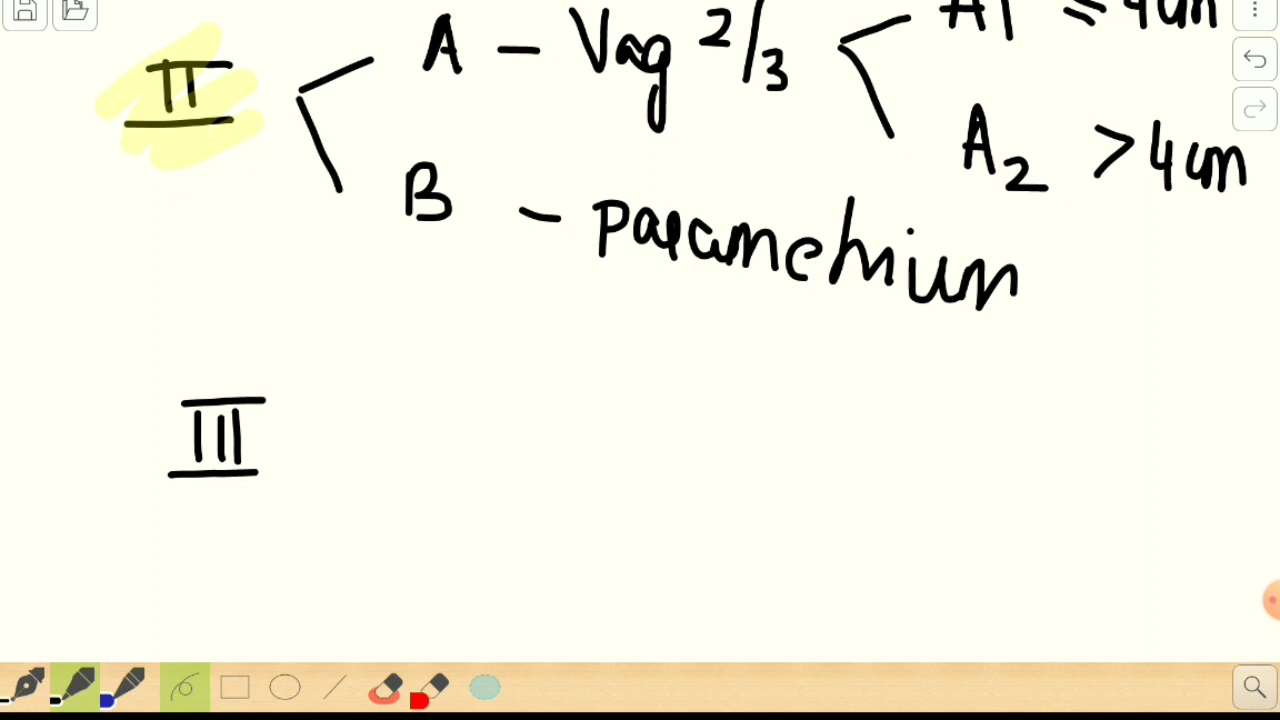 II A - Vag 2/3 A1 ≤ 4cm
A2 > 4cm
B - Parametrium
III